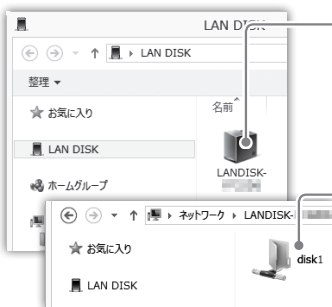 LAN DISK
LAN DISK
整理
お気に入り
名前
LAN DISK
ホームグループ
LANDISK-
ネットワーク LANDISK-
お気に入り
disk1
LAN DISK